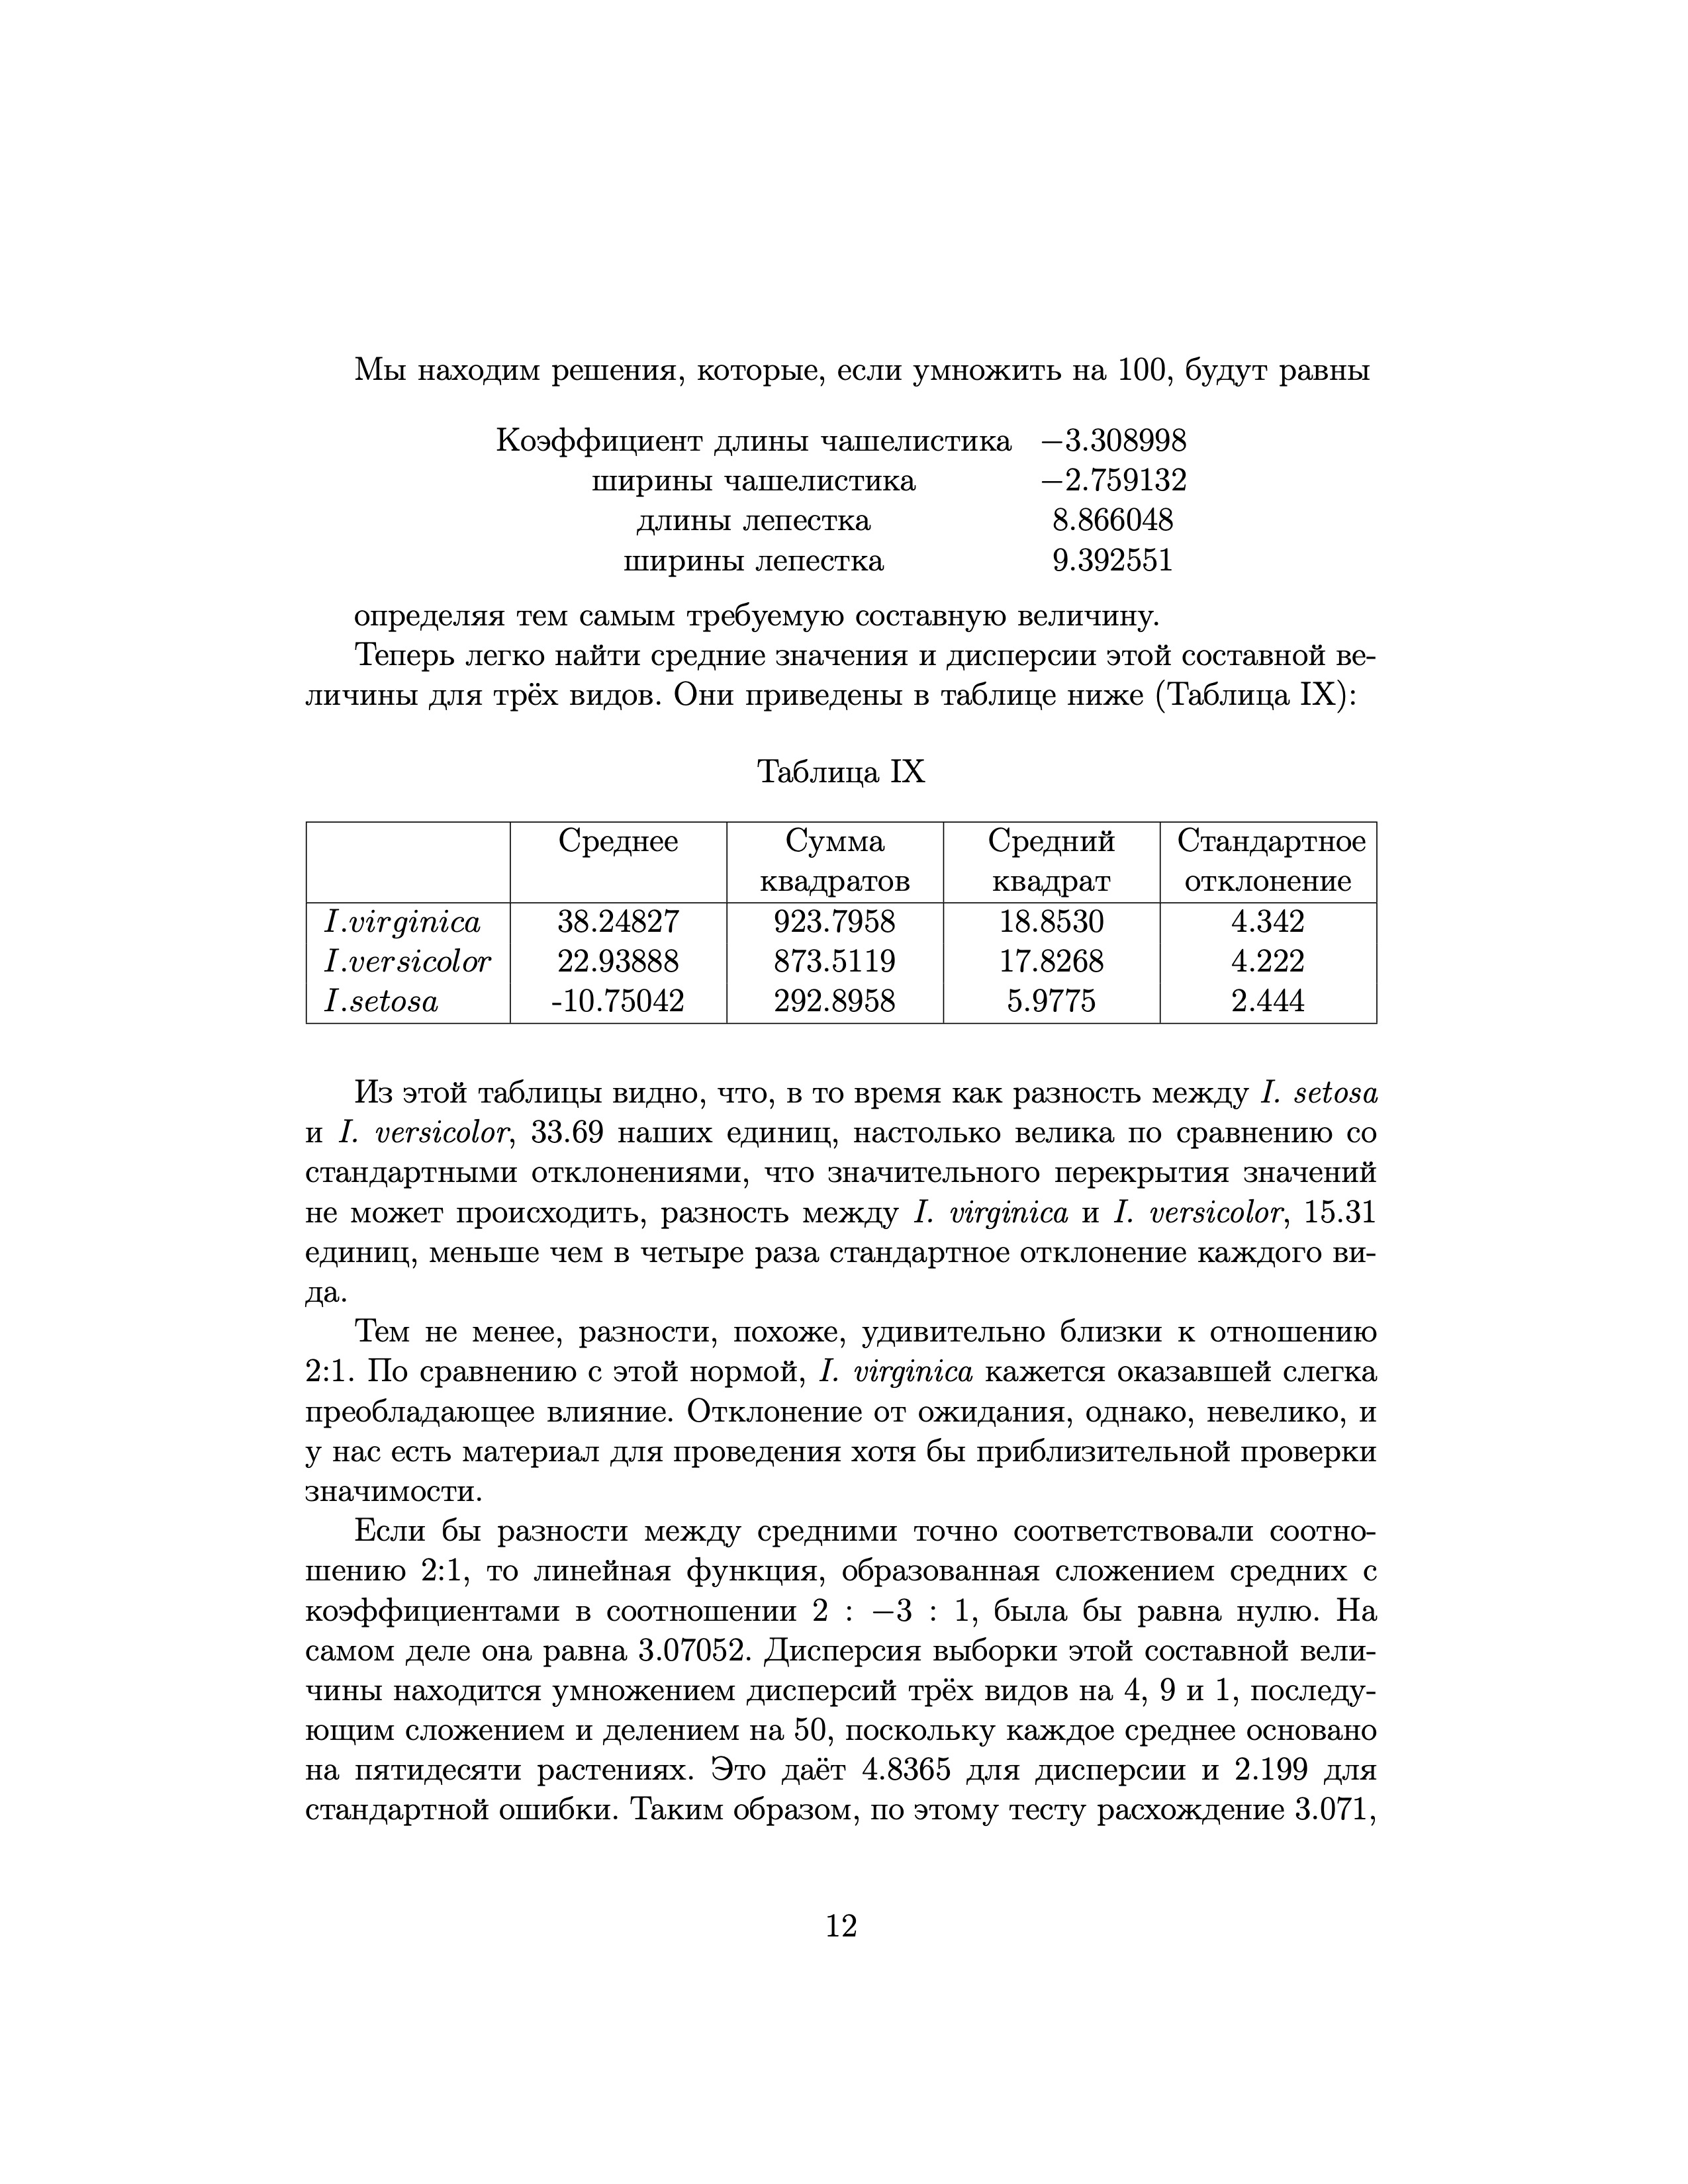 Мы находим решения, которые, если умножить на 100, будут равны
Коэффициент длины чашелистика −3.308998
ширины чашелистика −2.759132
длины лепестка 8.866048
ширины лепестка 9.392551
определяя тем самым требуемую составную величину.
Теперь легко найти средние значения и дисперсии этой составной ве-
личины для трёх видов. Они приведены в таблице ниже (Таблица IX):
Таблица IX
Среднее Сумма Средний Стандартное
квадратов квадрат отклонение
I.virginica 38.24827 923.7958 18.8530 4.342
I.versicolor 22.93888 873.5119 17.8268 4.222
I.setosa -10.75042 292.8958 5.9775 2.444
Из этой таблицы видно, что, в то время как разность между I. setosa
и I. versicolor, 33.69 наших единиц, настолько велика по сравнению со
стандартными отклонениями, что значительного перекрытия значений
не может происходить, разность между I. virginica и I. versicolor, 15.31
единиц, меньше чем в четыре раза стандартное отклонение каждого ви-
да.
Тем не менее, разности, похоже, удивительно близки к отношению
2:1. По сравнению с этой нормой, I. virginica кажется оказавшей слегка
преобладающее влияние. Отклонение от ожидания, однако, невелико, и
у нас есть материал для проведения хотя бы приблизительной проверки
значимости.
Если бы разности между средними точно соответствовали соотно-
шению 2:1, то линейная функция, образованная сложением средних с
коэффициентами в соотношении 2 : −3 : 1, была бы равна нулю. На
самом деле она равна 3.07052. Дисперсия выборки этой составной вели-
чины находится умножением дисперсий трёх видов на 4, 9 и 1, последу-
ющим сложением и делением на 50, поскольку каждое среднее основано
на пятидесяти растениях. Это даёт 4.8365 для дисперсии и 2.199 для
стандартной ошибки. Таким образом, по этому тесту расхождение 3.071,
12